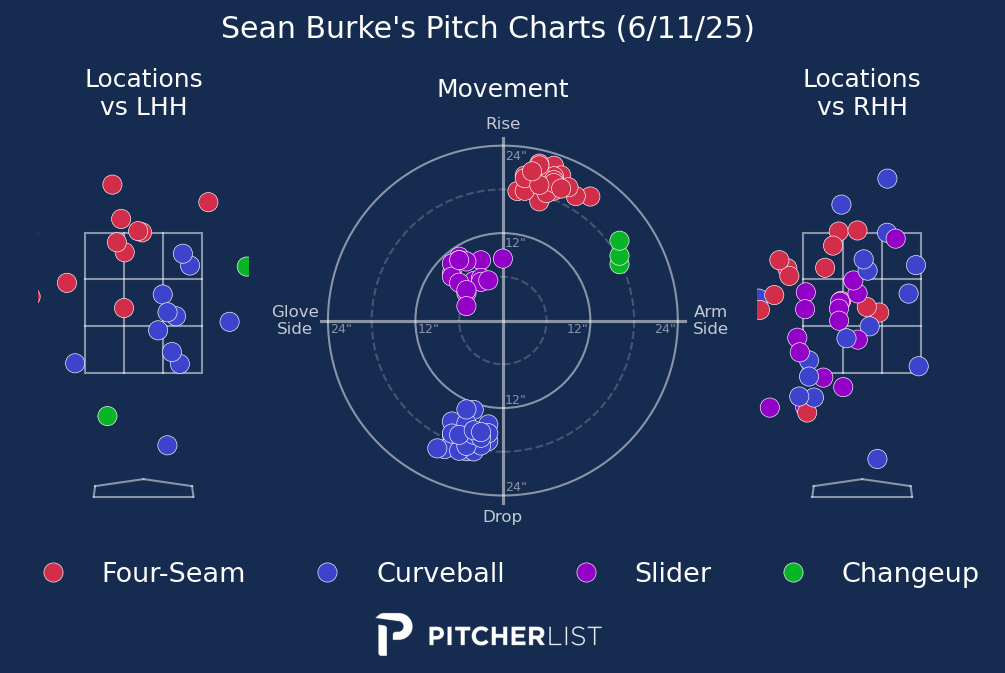 Sean Burke's Pitch Charts (6/11/25)
Locations
vs LHH
Movement
Locations
vs RHH
Rise
24"
12"
Glove
Side
24"
12"
12"
24"
Arm
Side
12"
24"
Drop
Four-Seam
Curveball
Slider
Changeup
PITCHERLIST